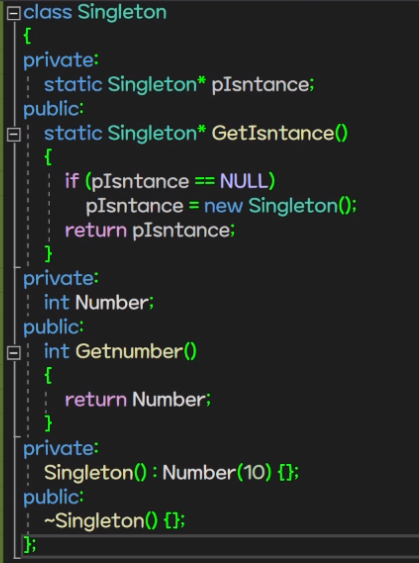 class Singleton
{
private:
static Singleton* pIsntance;
public:
static Singleton* GetIsntance()
{
if (pIsntance == NULL)
pIsntance = new Singleton();
return pIsntance;
}
private:
int Number;
public:
int Getnumber()
{
return Number;
}
private:
Singleton() : Number(10) {};
public:
~Singleton() {};
};